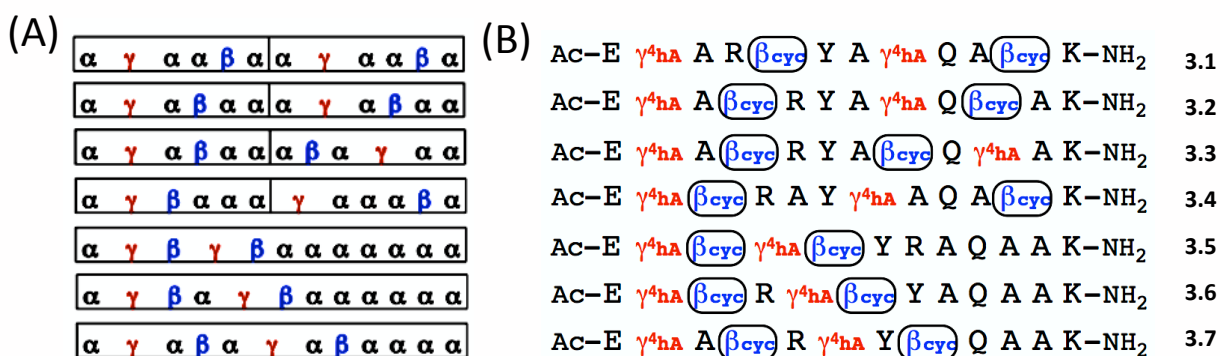 (A)
α γ α α β α α γ α α β α
α γ α β α α α γ α β α α
α γ α β α α α β α γ α α
α γ β α α α γ α α α β α
α γ β γ β α α α α α α α
α γ β α γ β α α α α α α
α γ α β α γ α β α α α α
(B)
Ac–E γ⁴hA A R βcyc Y A γ⁴hA Q A βcyc K–NH₂ 3.1
Ac–E γ⁴hA A βcyc R Y A γ⁴hA Q βcyc A K–NH₂ 3.2
Ac–E γ⁴hA A βcyc R Y A βcyc Q γ⁴hA A K–NH₂ 3.3
Ac–E γ⁴hA βcyc R A Y γ⁴hA A Q A βcyc K–NH₂ 3.4
Ac–E γ⁴hA βcyc γ⁴hA βcyc Y R A Q A A K–NH₂ 3.5
Ac–E γ⁴hA βcyc R γ⁴hA βcyc Y A Q A A K–NH₂ 3.6
Ac–E γ⁴hA A βcyc R γ⁴hA Y βcyc Q A A K–NH₂ 3.7